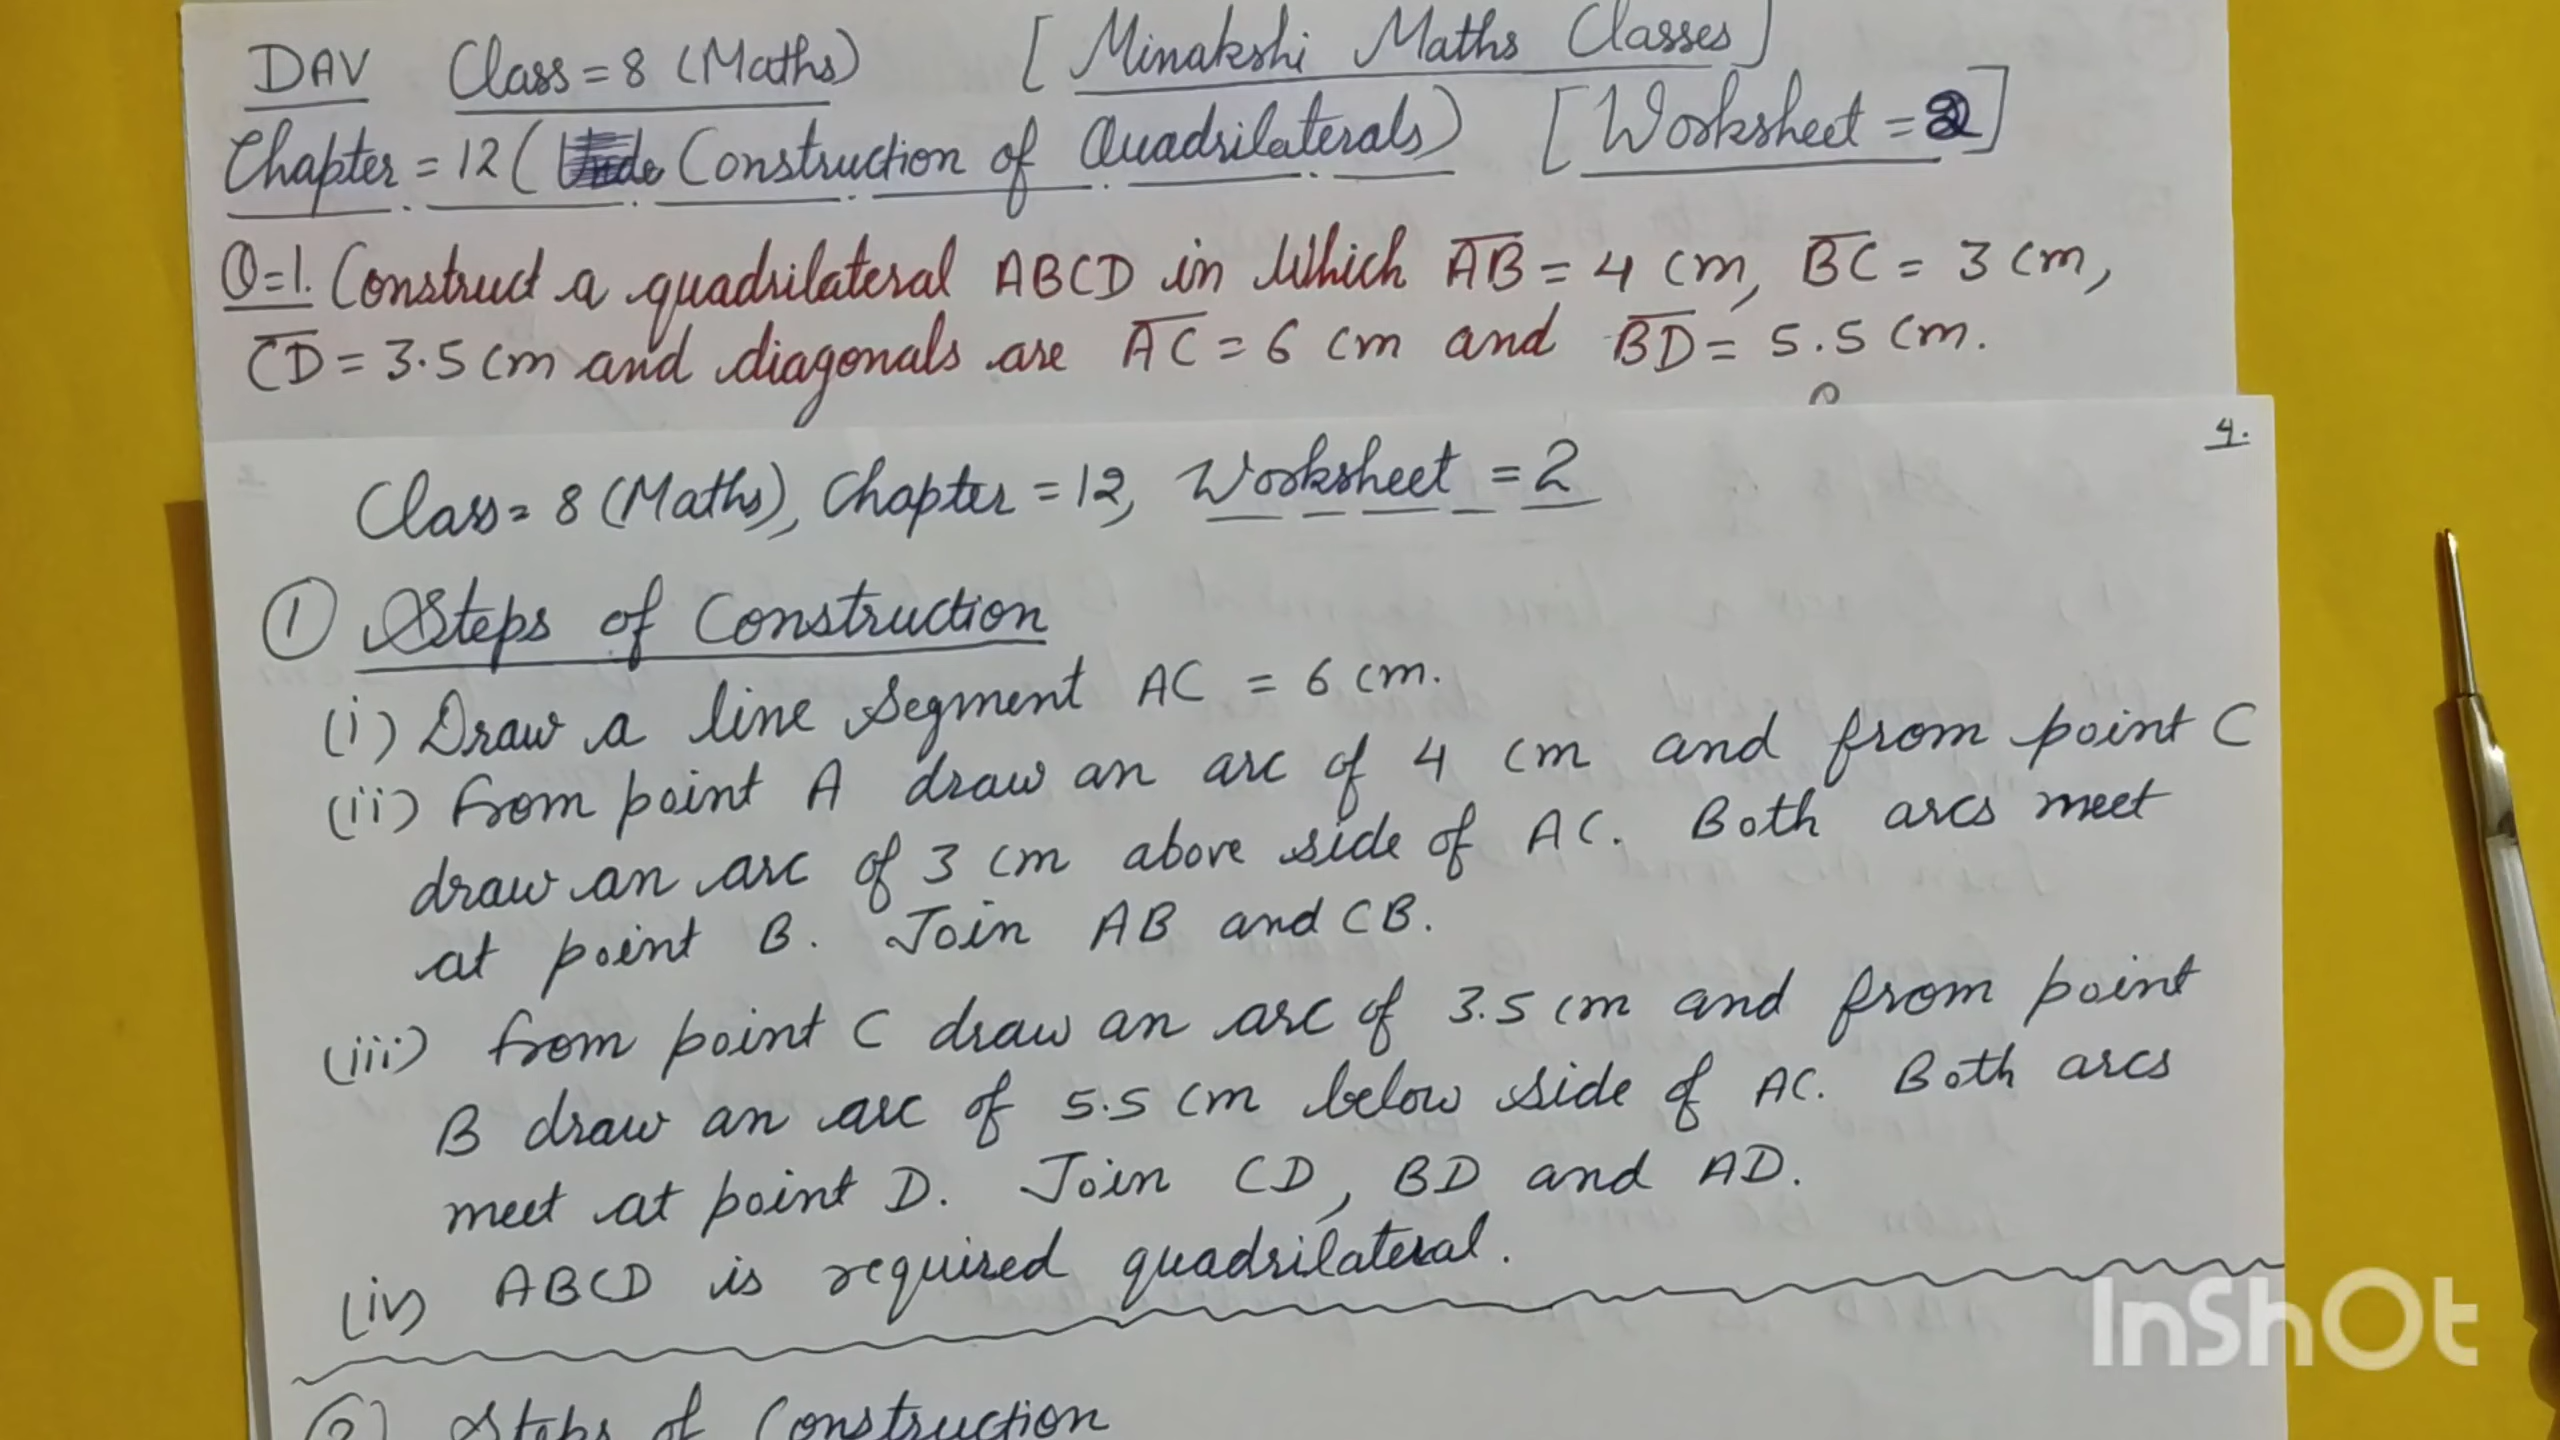 DAV Class = 8 (Maths) [Minakshi Maths Classes]
Chapter = 12 ( Construction of Quadrilaterals) [Worksheet = 2]
Q=1. Construct a quadrilateral ABCD in which AB = 4 cm, BC = 3 cm,
CD = 3.5 cm and diagonals are AC = 6 cm and BD = 5.5 cm.
4.
Class = 8 (Maths), Chapter = 12, Worksheet = 2
① Steps of Construction
(i) Draw a line segment AC = 6 cm.
(ii) from point A draw an arc of 4 cm and from point C
draw an arc of 3 cm above side of AC. Both arcs meet
at point B. Join AB and CB.
(iii) from point C draw an arc of 3.5 cm and from point
B draw an arc of 5.5 cm below side of AC. Both arcs
meet at point D. Join CD, BD and AD.
(iv) ABCD is required quadrilateral.
② Steps of Construction
InShOt